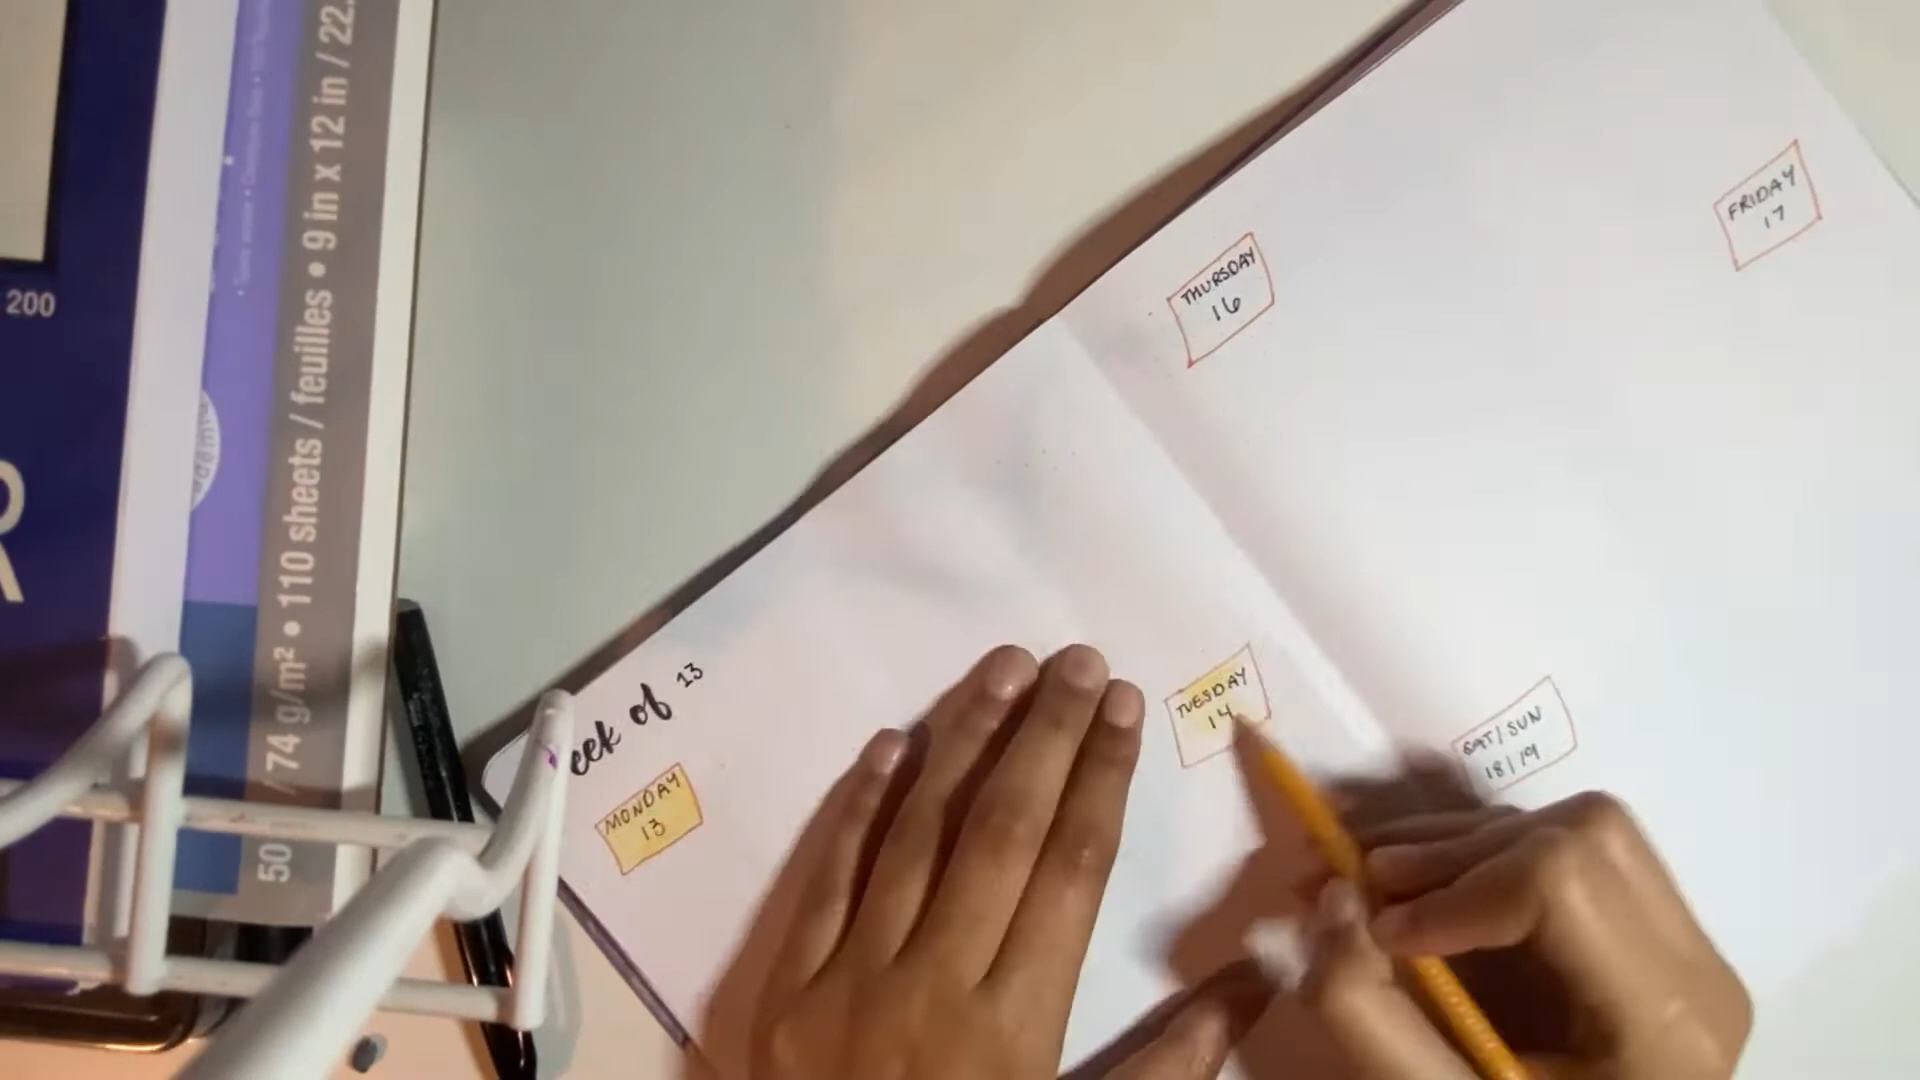 200
R
50 / 74 g/m² • 110 sheets / feuilles • 9 in x 12 in / 22.
eek of 13
MONDAY
13
TUESDAY
14
THURSDAY
16
FRIDAY
17
SAT/SUN
18/19